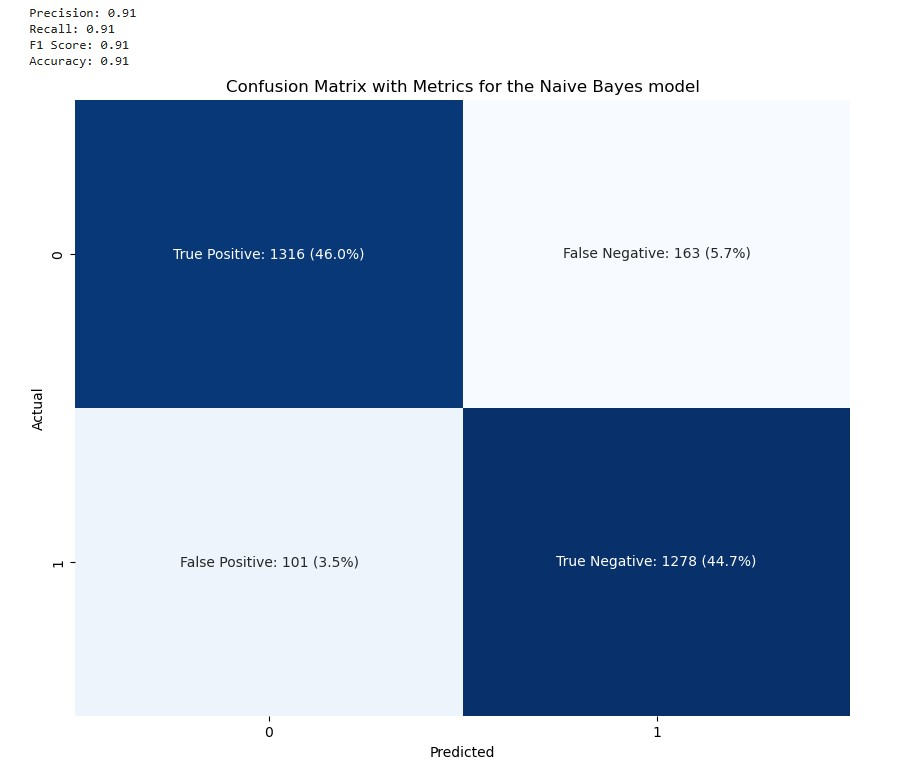 Precision: 0.91
Recall: 0.91
F1 Score: 0.91
Accuracy: 0.91
Confusion Matrix with Metrics for the Naive Bayes model
0
True Positive: 1316 (46.0%)
False Negative: 163 (5.7%)
Actual
1
False Positive: 101 (3.5%)
True Negative: 1278 (44.7%)
0
1
Predicted